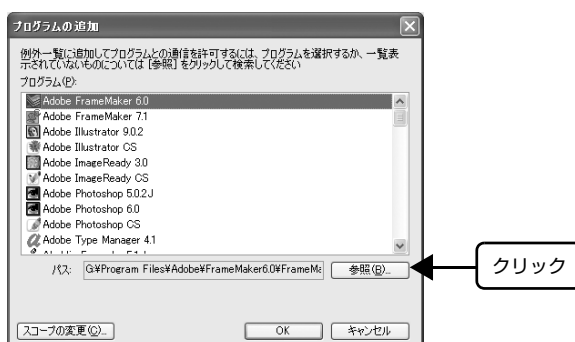 プログラムの追加
例外一覧に追加してプログラムとの通信を許可するには、プログラムを選択するか、一覧表
示されていないものについては [参照] をクリックして検索してください
プログラム(P):
Adobe FrameMaker 6.0
Adobe FrameMaker 7.1
Adobe Illustrator 9.0.2
Adobe Illustrator CS
Adobe ImageReady 3.0
Adobe ImageReady CS
Adobe Photoshop 5.0.2J
Adobe Photoshop 6.0
Adobe Photoshop CS
Adobe Type Manager 4.1
パス: G:¥Program Files¥Adobe¥FrameMaker6.0¥FrameMa 参照(B)...
クリック
スコープの変更(C)... OK キャンセル